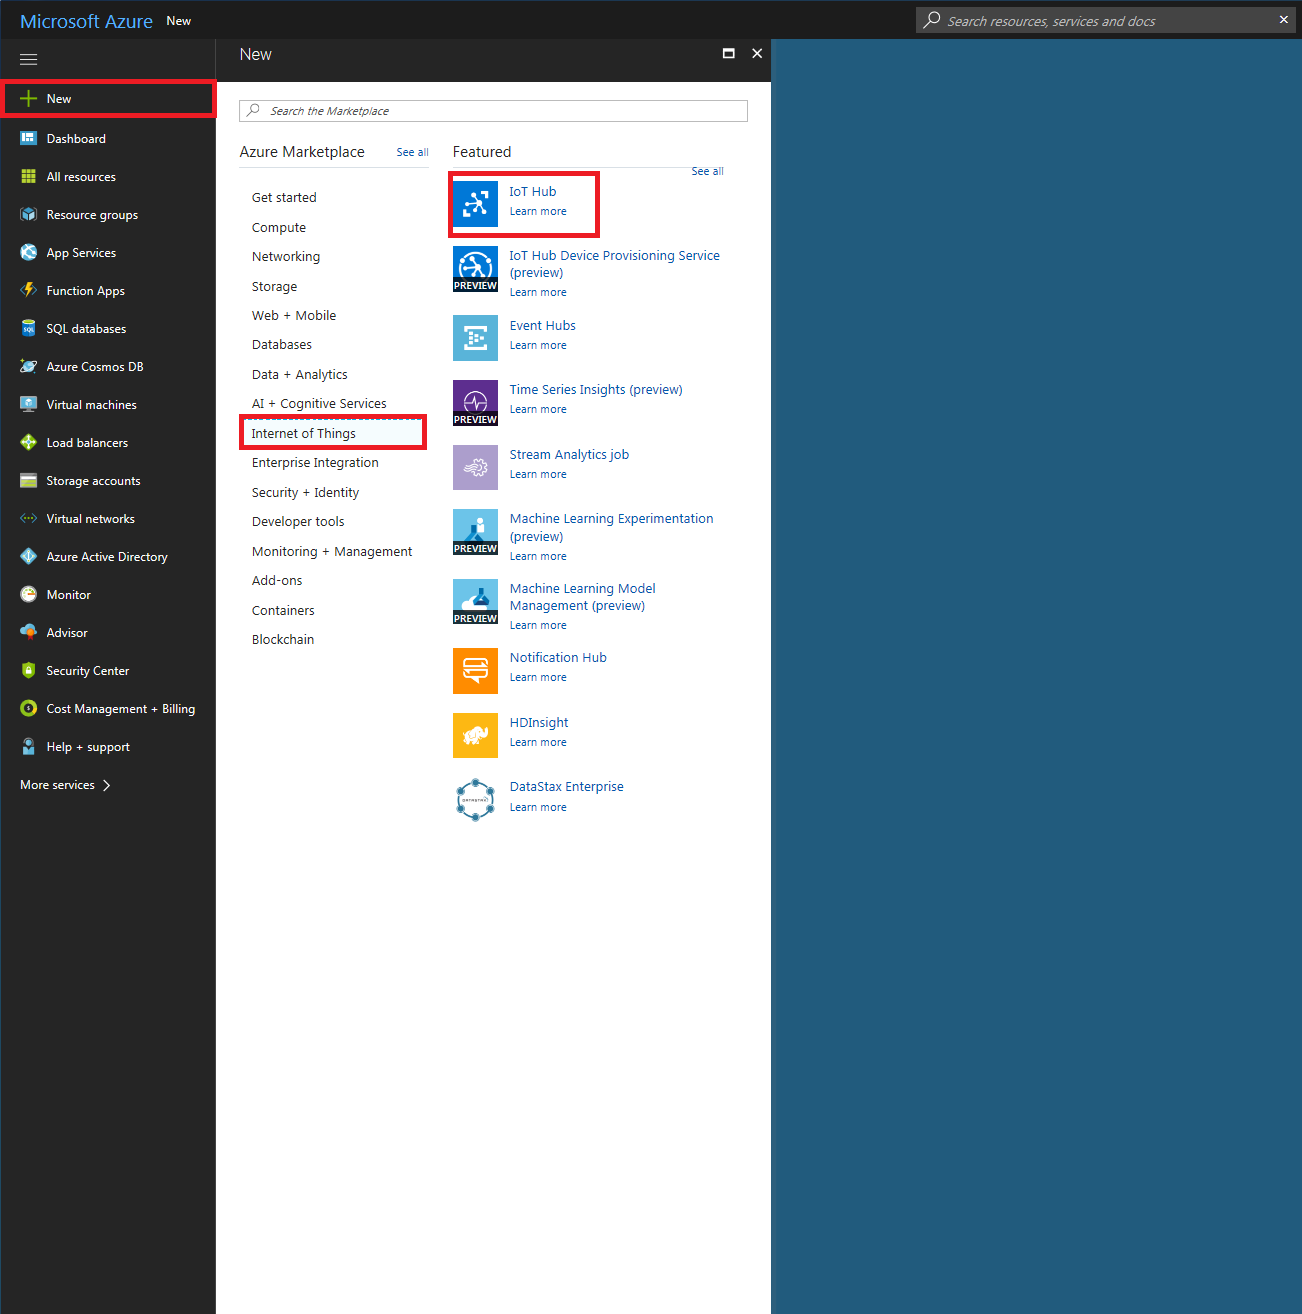 Microsoft Azure New
Search resources, services and docs
New
New
Dashboard
All resources
Resource groups
App Services
Function Apps
SQL databases
Azure Cosmos DB
Virtual machines
Load balancers
Storage accounts
Virtual networks
Azure Active Directory
Monitor
Advisor
Security Center
Cost Management + Billing
Help + support
More services
Search the Marketplace
Azure Marketplace See all
Get started
Compute
Networking
Storage
Web + Mobile
Databases
Data + Analytics
AI + Cognitive Services
Internet of Things
Enterprise Integration
Security + Identity
Developer tools
Monitoring + Management
Add-ons
Containers
Blockchain
Featured
See all
IoT Hub
Learn more
IoT Hub Device Provisioning Service
(preview)
PREVIEW
Learn more
Event Hubs
Learn more
Time Series Insights (preview)
Learn more
PREVIEW
Stream Analytics job
Learn more
Machine Learning Experimentation
(preview)
PREVIEW
Learn more
Machine Learning Model
Management (preview)
PREVIEW
Learn more
Notification Hub
Learn more
HDInsight
Learn more
DataStax Enterprise
DATASTAX
Learn more